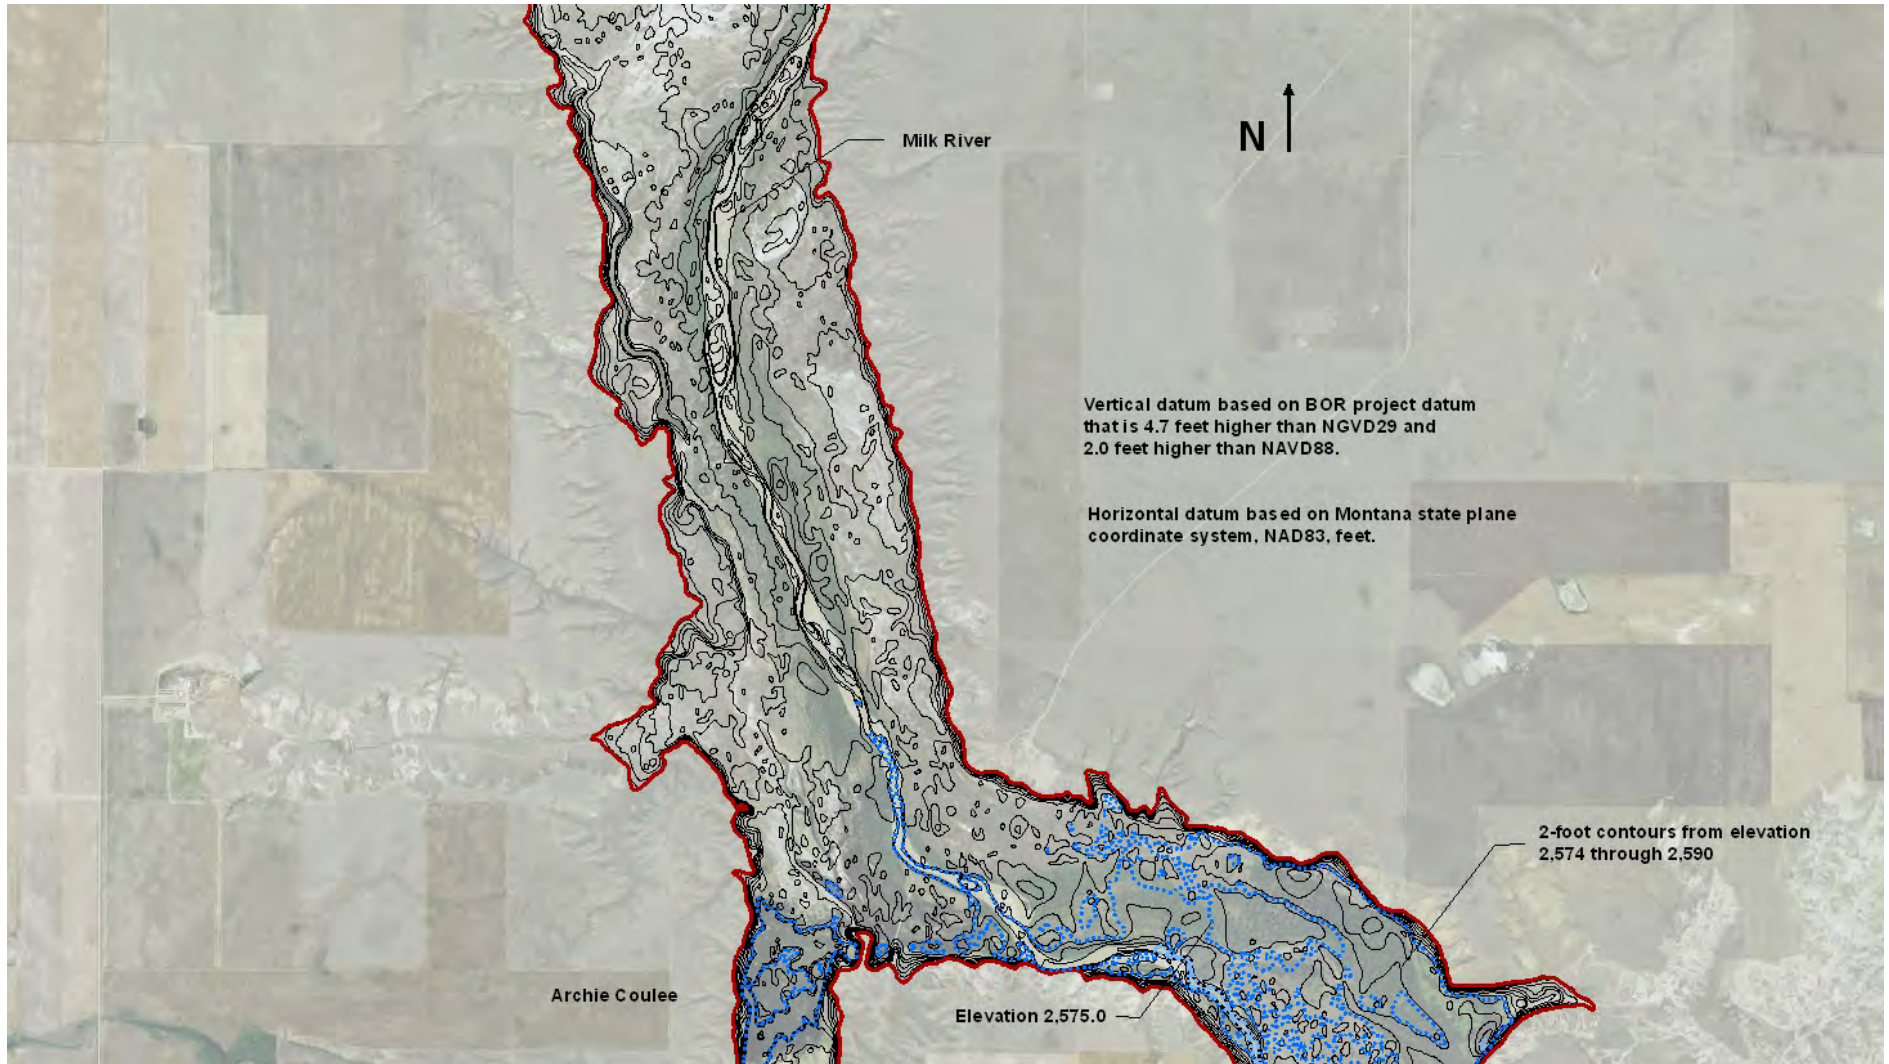 Milk River
N
Vertical datum based on BOR project datum
that is 4.7 feet higher than NGVD29 and
2.0 feet higher than NAVD88.
Horizontal datum based on Montana state plane
coordinate system, NAD83, feet.
2-foot contours from elevation
2,574 through 2,590
Archie Coulee
Elevation 2,575.0